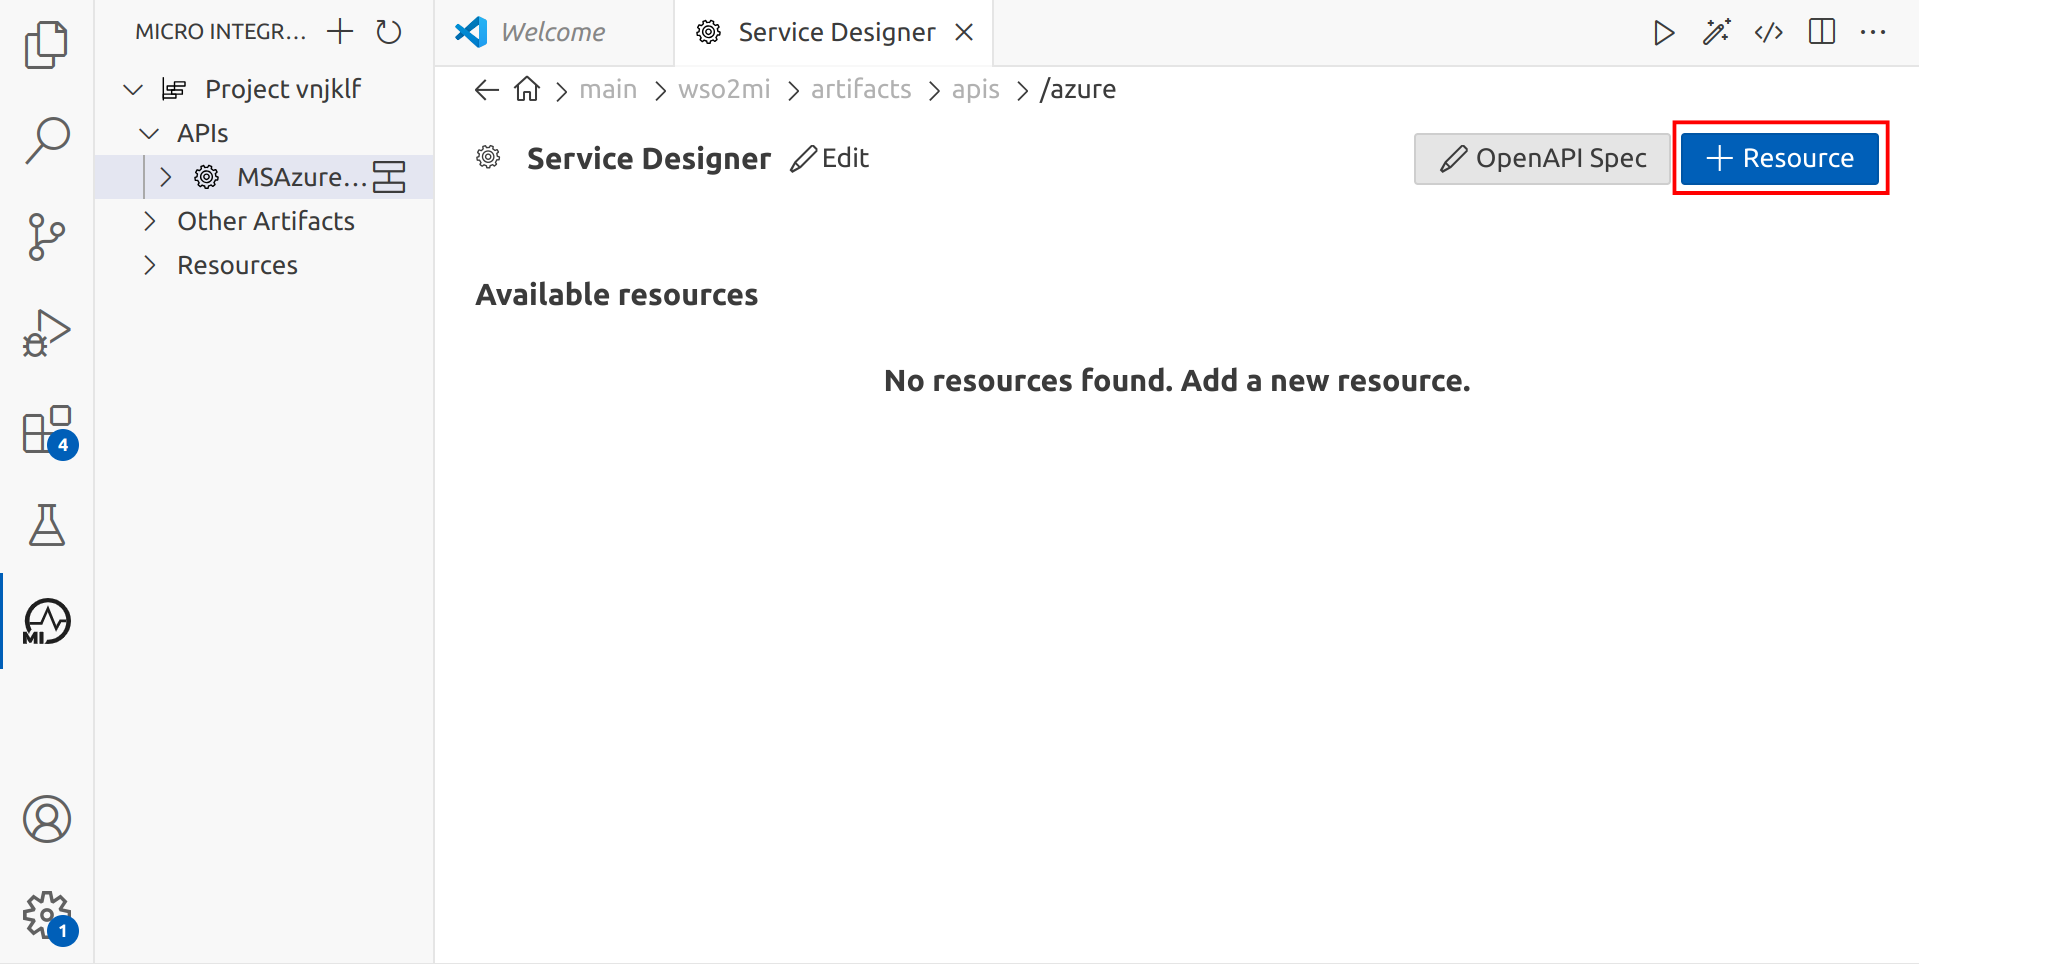 MICRO INTEGR...
Project vnjklf
APIs
MSAzure...
Other Artifacts
Resources
4
MI
1
Welcome
Service Designer
main > wso2mi > artifacts > apis > /azure
Service Designer Edit
OpenAPI Spec
+ Resource
Available resources
No resources found. Add a new resource.